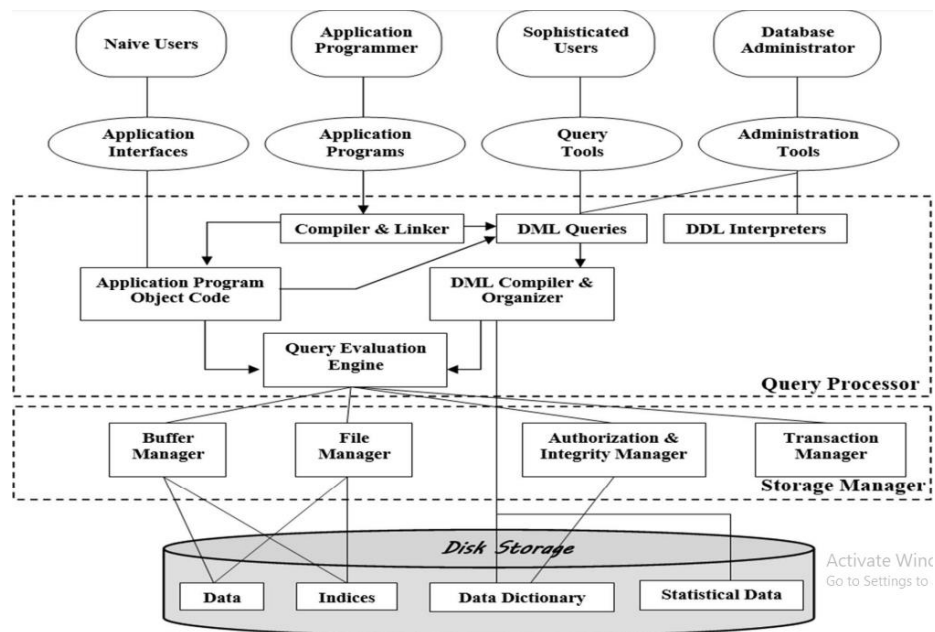 Naive Users
Application
Programmer
Sophisticated
Users
Database
Administrator
Application
Interfaces
Application
Programs
Query
Tools
Administration
Tools
Compiler & Linker
DML Queries
DDL Interpreters
Application Program
Object Code
DML Compiler &
Organizer
Query Evaluation
Engine
Query Processor
Buffer
Manager
File
Manager
Authorization &
Integrity Manager
Transaction
Manager
Storage Manager
Disk Storage
Data
Indices
Data Dictionary
Statistical Data
Activate Wind
Go to Settings to